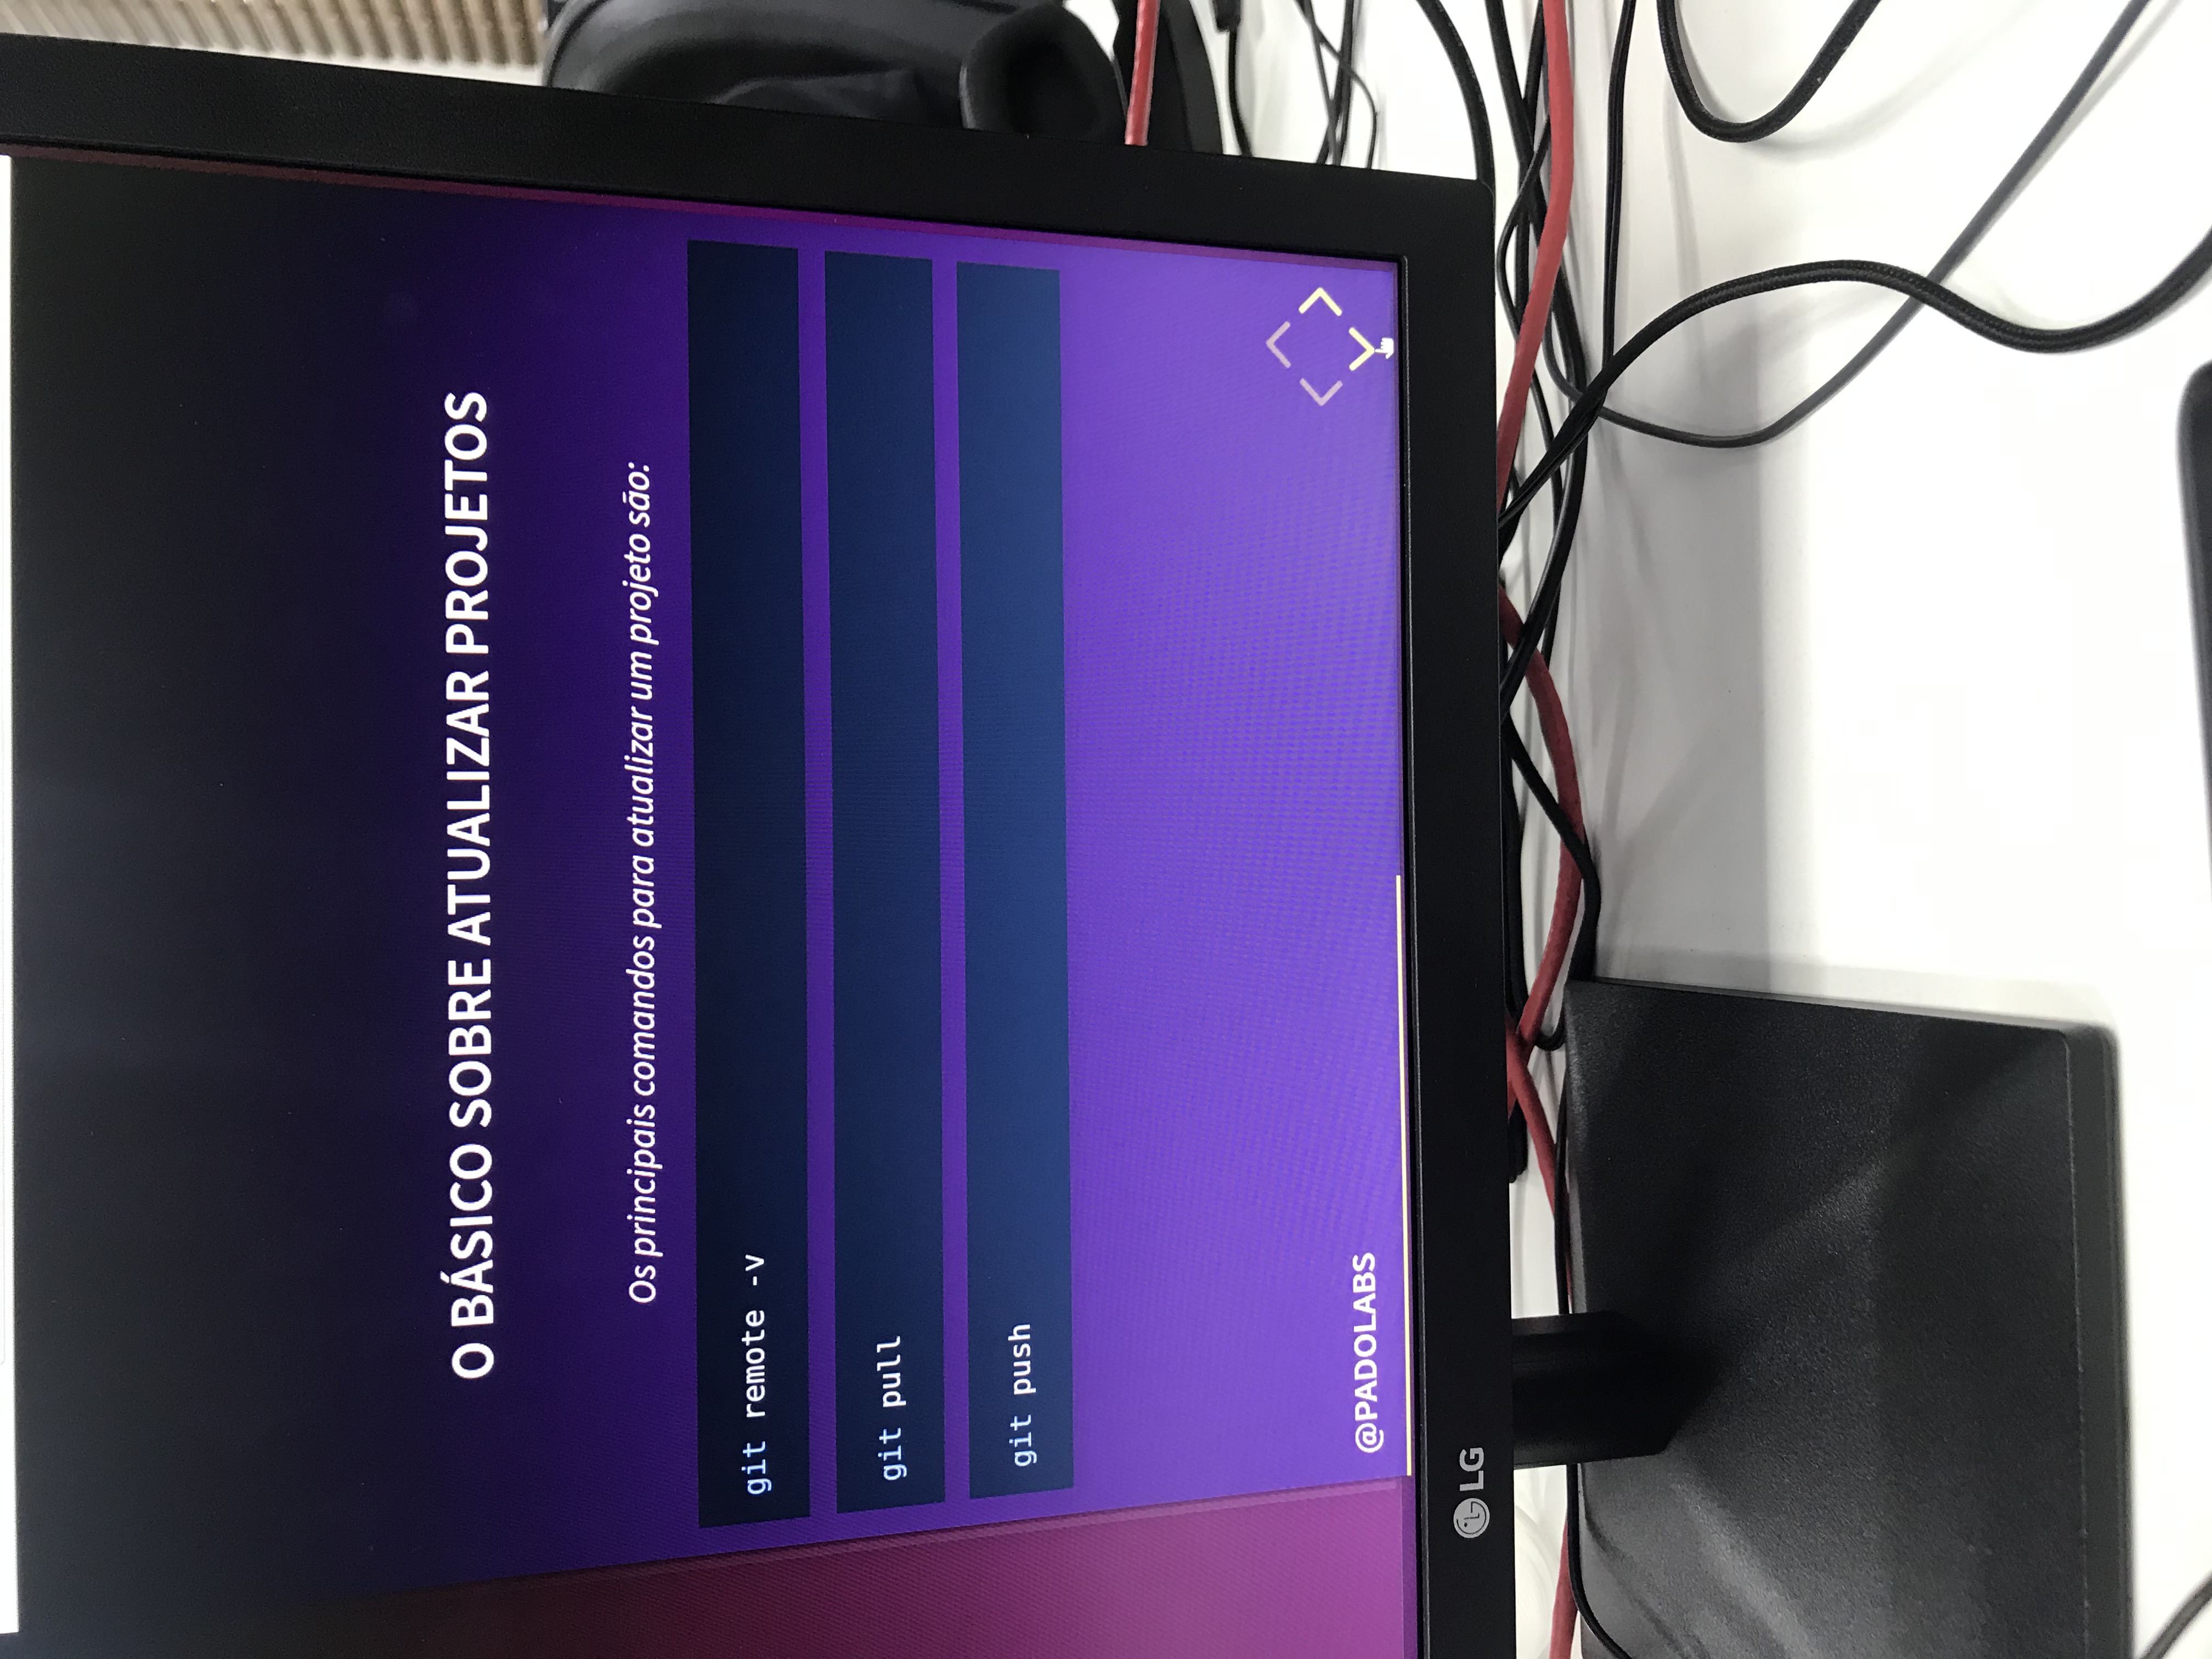 O BÁSICO SOBRE ATUALIZAR PROJETOS
Os principais comandos para atualizar um projeto são:
git remote -v
git pull
git push
@PADOLABS
LG